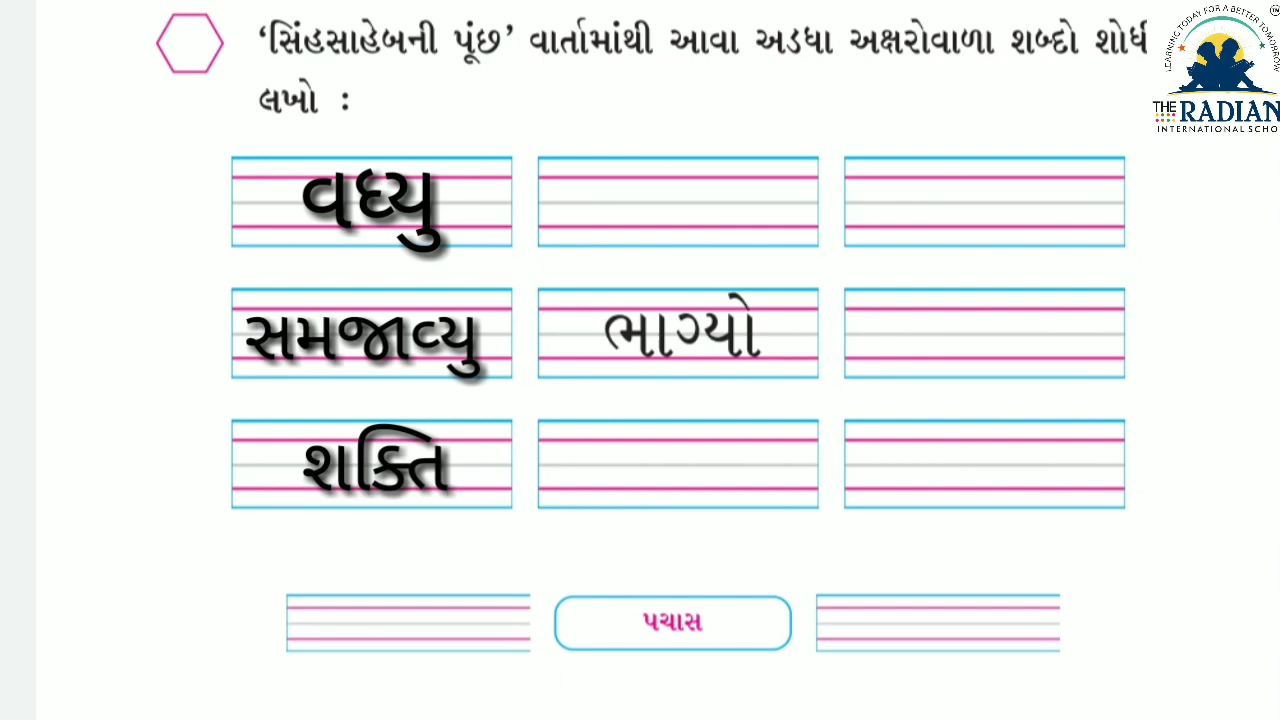 ‘સિંહસાહેબની પૂંછ’ વાર્તામાંથી આવા અડધા અક્ષરોવાળા શબ્દો શોધી
લખો :
વધ્યુ
સમજાવ્યુ
ભાગ્યો
શક્તિ
પચાસ
LEARNING TODAY FOR A BETTER TOMORROW
THE RADIAN
INTERNATIONAL SCHO